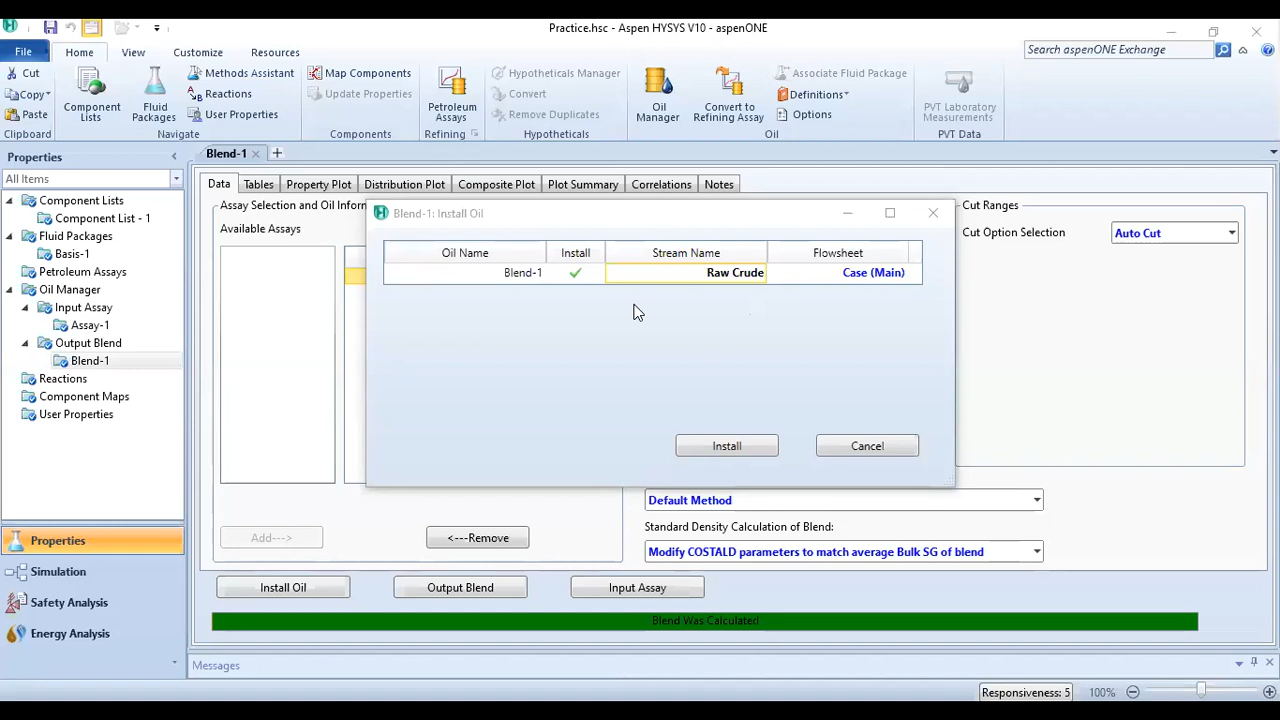 Practice.hsc - Aspen HYSYS V10 - aspenONE
File
Home
View
Customize
Resources
Search aspenONE Exchange
Cut
Copy
Paste
Clipboard
Component Lists
Fluid Packages
Methods Assistant
Reactions
User Properties
Navigate
Map Components
Update Properties
Components
Petroleum Assays
Refining
Hypotheticals Manager
Convert
Remove Duplicates
Hypotheticals
Oil Manager
Convert to Refining Assay
Associate Fluid Package
Definitions
Options
Oil
PVT Laboratory Measurements
PVT Data
Properties
All Items
Component Lists
Component List - 1
Fluid Packages
Basis-1
Petroleum Assays
Oil Manager
Input Assay
Assay-1
Output Blend
Blend-1
Reactions
Component Maps
User Properties
Properties
Simulation
Safety Analysis
Energy Analysis
Blend-1
Data
Tables
Property Plot
Distribution Plot
Composite Plot
Plot Summary
Correlations
Notes
Assay Selection and Oil Infor
Available Assays
Cut Ranges
Cut Option Selection
Auto Cut
Blend-1: Install Oil
Oil Name
Install
Stream Name
Flowsheet
Blend-1
Raw Crude
Case (Main)
Install
Cancel
Default Method
Standard Density Calculation of Blend:
Modify COSTALD parameters to match average Bulk SG of blend
Add--->
<---Remove
Install Oil
Output Blend
Input Assay
Blend Was Calculated
Messages
Responsiveness: 5
100%